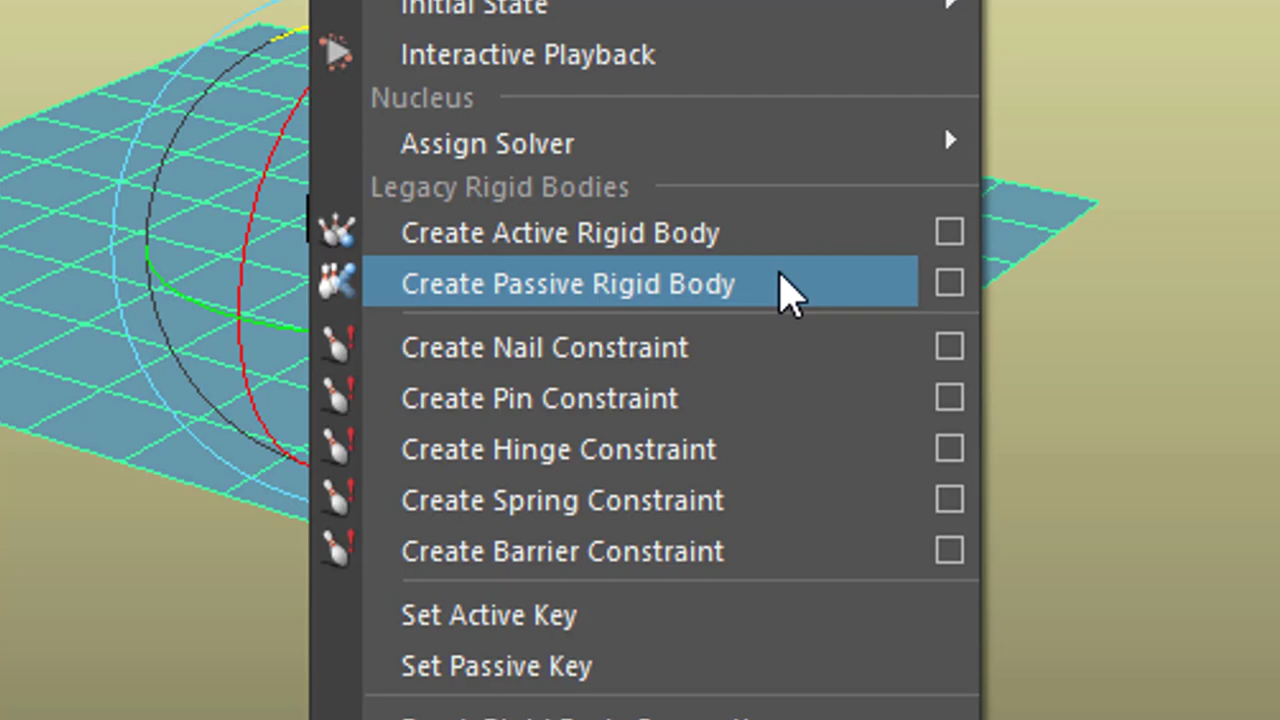 Initial State
Interactive Playback
Nucleus
Assign Solver
Legacy Rigid Bodies
Create Active Rigid Body
Create Passive Rigid Body
Create Nail Constraint
Create Pin Constraint
Create Hinge Constraint
Create Spring Constraint
Create Barrier Constraint
Set Active Key
Set Passive Key